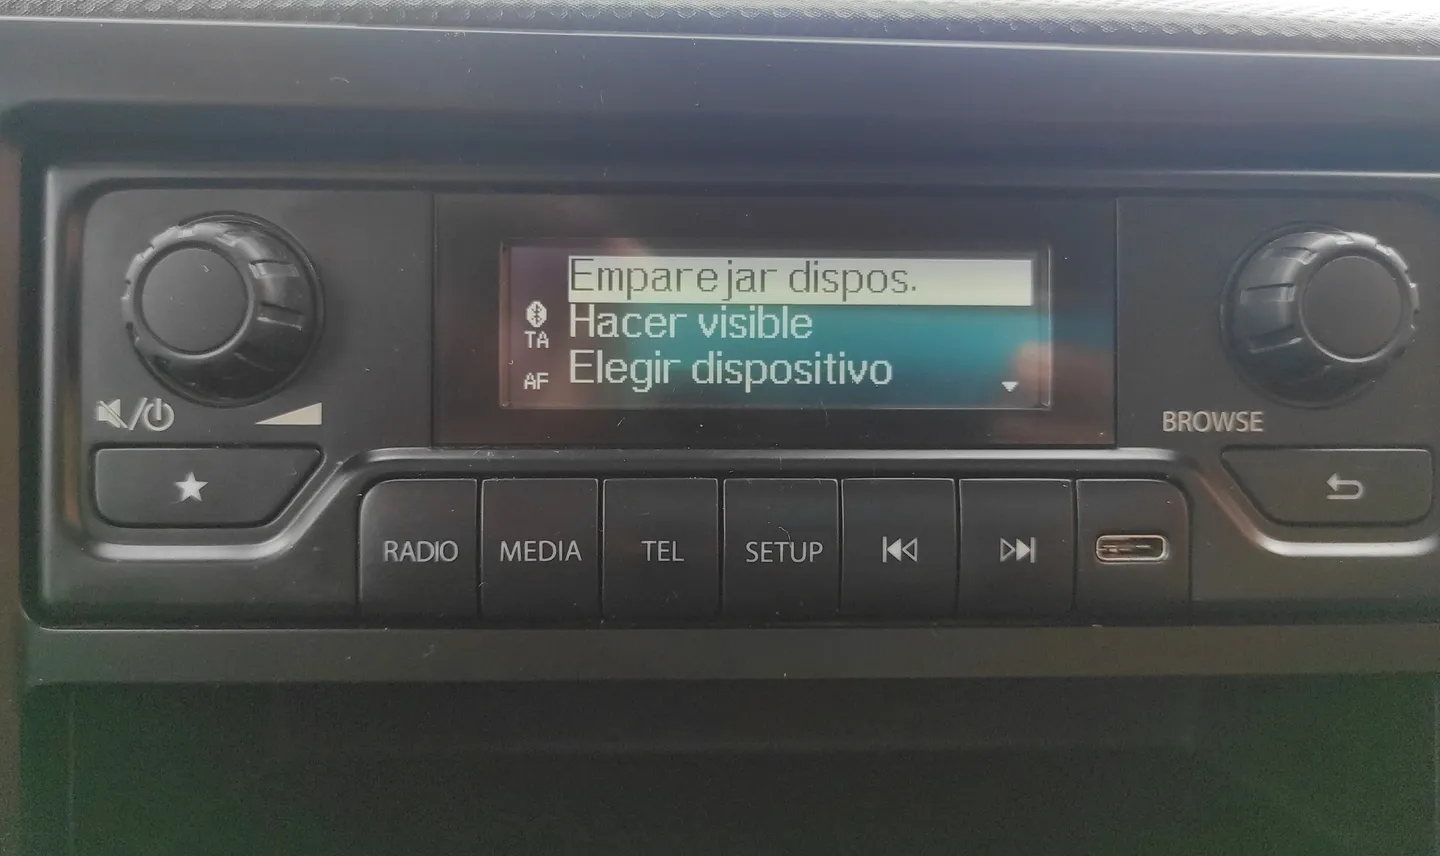 Emparejar dispos.
Hacer visible
TA
Elegir dispositivo
AF
BROWSE
RADIO
MEDIA
TEL
SETUP